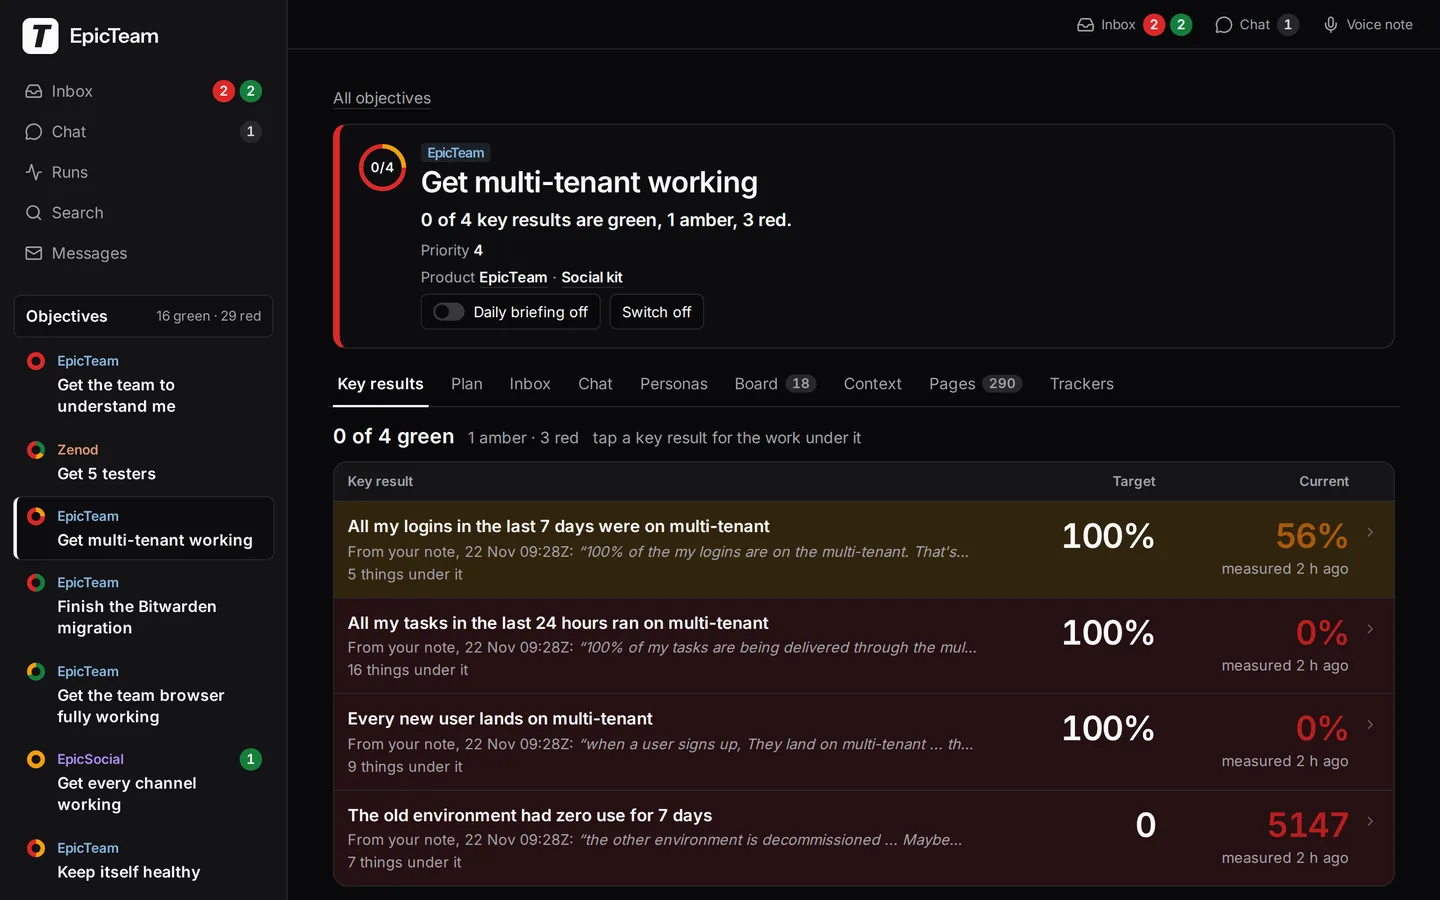 EpicTeam
Inbox 2 2
Chat 1
Runs
Search
Messages
Objectives 16 green · 29 red
EpicTeam
Get the team to
understand me
Zenod
Get 5 testers
EpicTeam
Get multi-tenant working
EpicTeam
Finish the Bitwarden
migration
EpicTeam
Get the team browser
fully working
EpicSocial 1
Get every channel
working
EpicTeam
Keep itself healthy
Inbox 2 2 Chat 1 Voice note
All objectives
0/4
EpicTeam
Get multi-tenant working
0 of 4 key results are green, 1 amber, 3 red.
Priority 4
Product EpicTeam · Social kit
Daily briefing off Switch off
Key results Plan Inbox Chat Personas Board 18 Context Pages 290 Trackers
0 of 4 green 1 amber · 3 red tap a key result for the work under it
Key result Target Current
All my logins in the last 7 days were on multi-tenant 100% 56%
From your note, 22 Nov 09:28Z: “100% of the my logins are on the multi-tenant. That's...
5 things under it measured 2 h ago
All my tasks in the last 24 hours ran on multi-tenant 100% 0%
From your note, 22 Nov 09:28Z: “100% of my tasks are being delivered through the mul...
16 things under it measured 2 h ago
Every new user lands on multi-tenant 100% 0%
From your note, 22 Nov 09:28Z: “when a user signs up, They land on multi-tenant ... th...
9 things under it measured 2 h ago
The old environment had zero use for 7 days 0 5147
From your note, 22 Nov 09:28Z: “the other environment is decommissioned ... Maybe...
7 things under it measured 2 h ago